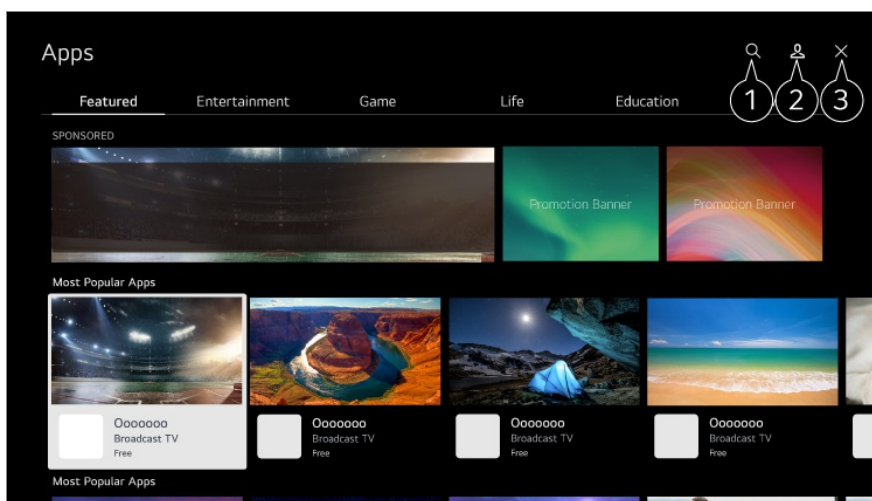 Apps
Featured Entertainment Game Life Education
1 2 3
SPONSORED
Promotion Banner Promotion Banner
Most Popular Apps
Ooooooo Ooooooo Ooooooo Ooooooo
Broadcast TV Broadcast TV Broadcast TV Broadcast TV
Free Free Free Free
Most Popular Apps